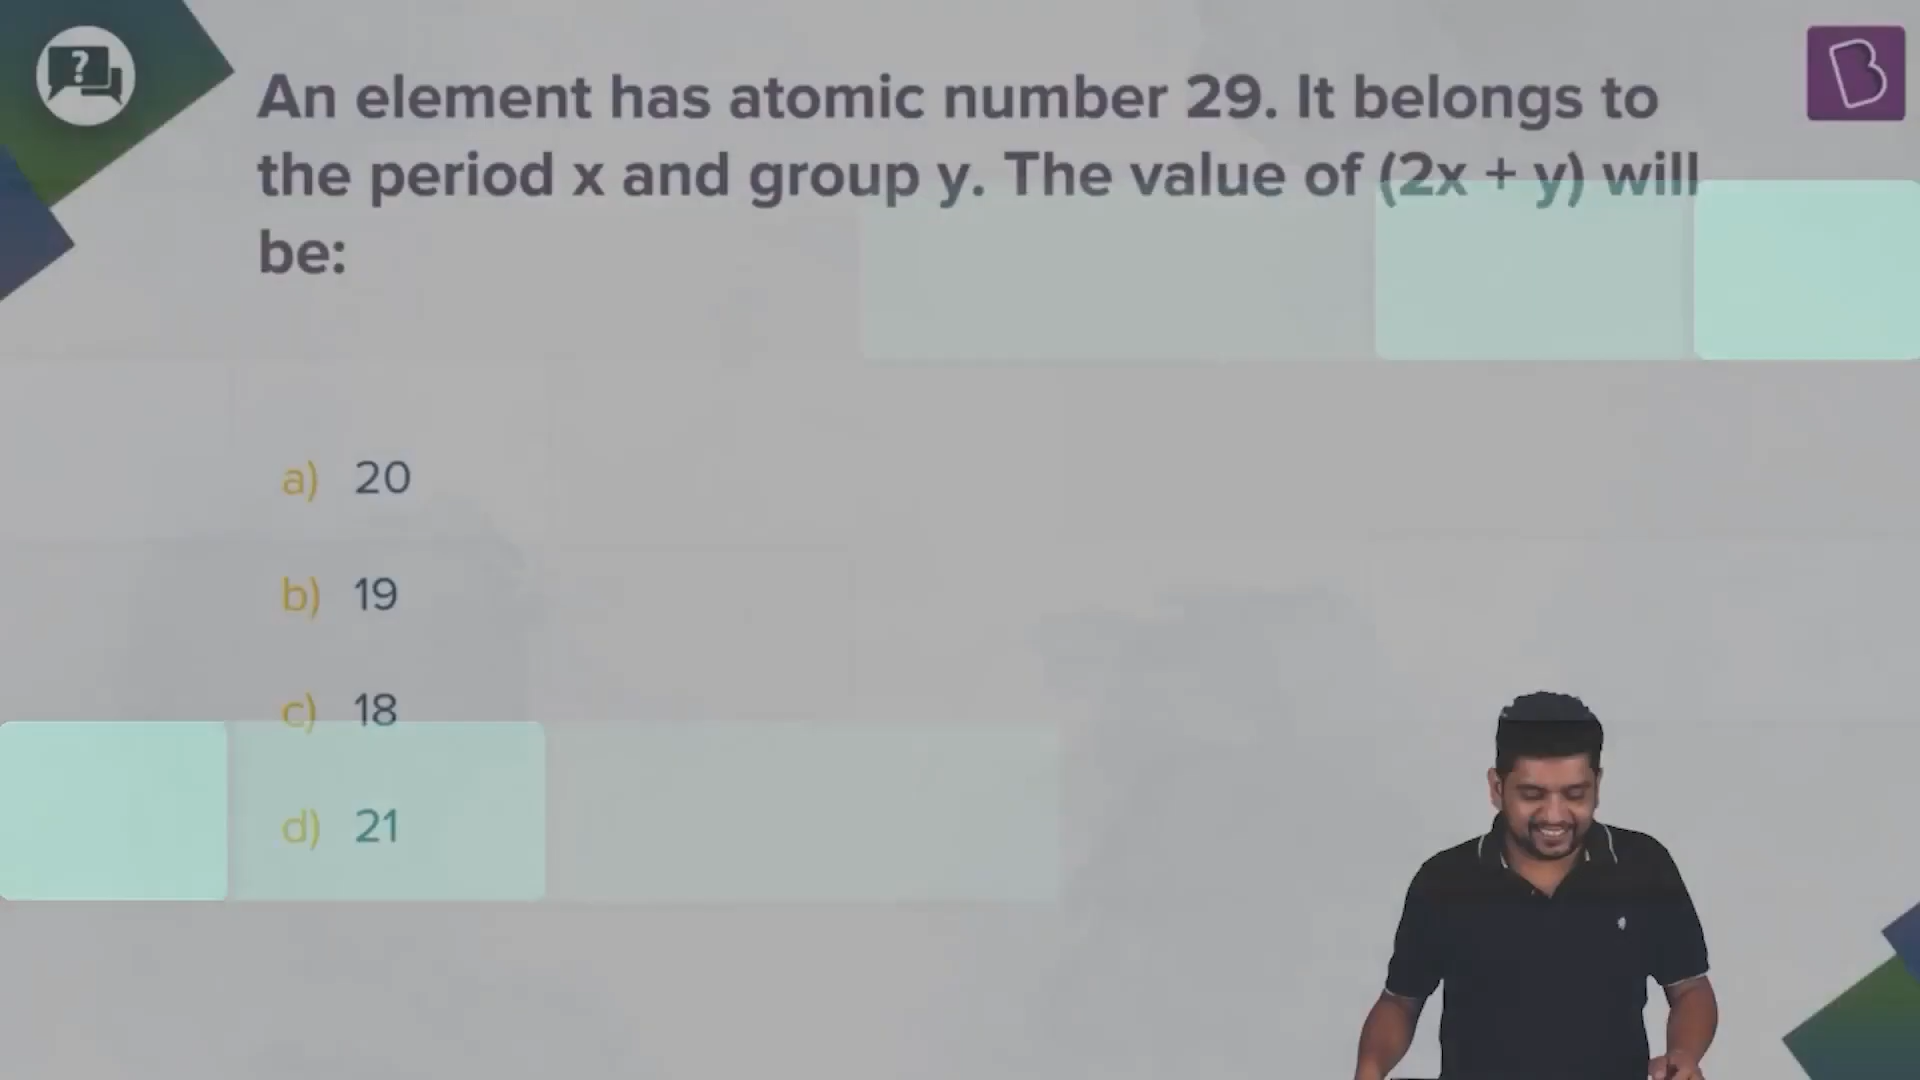 ?
An element has atomic number 29. It belongs to
the period x and group y. The value of (2x + y) will
be:
B
a) 20
b) 19
c) 18
d) 21